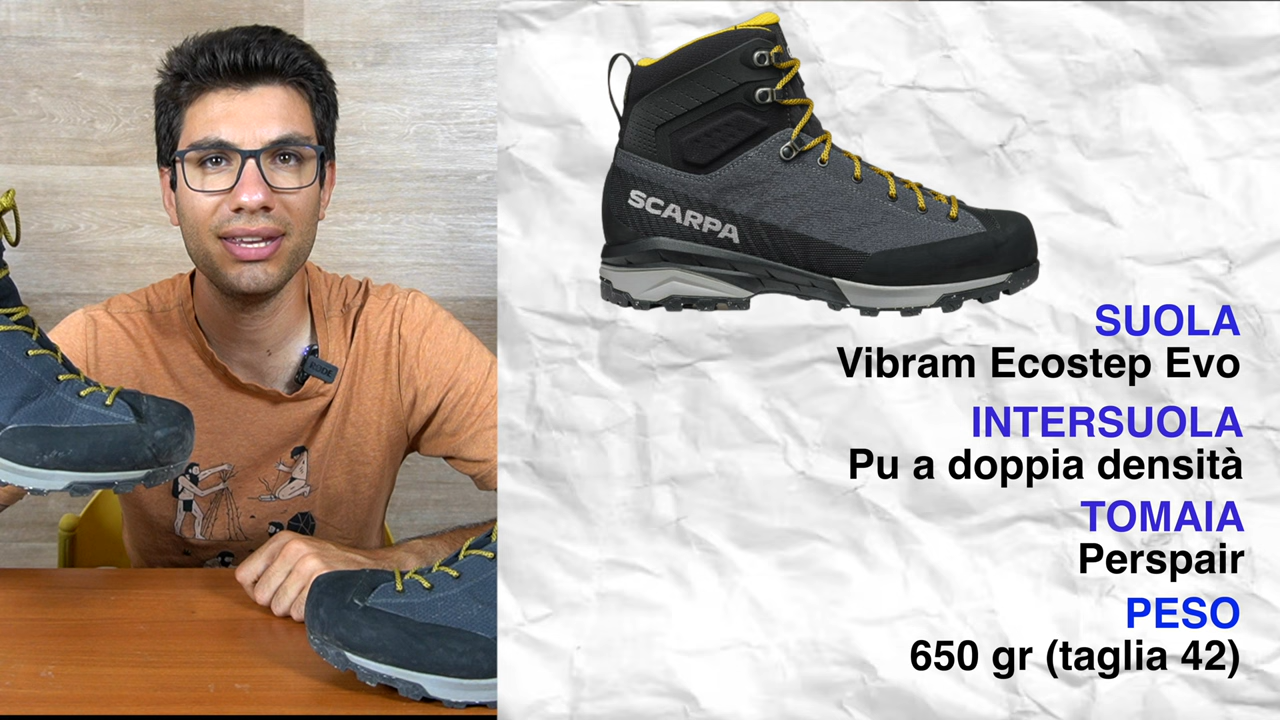 SCARPA
SUOLA
Vibram Ecostep Evo
INTERSUOLA
Pu a doppia densità
TOMAIA
Perspair
PESO
650 gr (taglia 42)